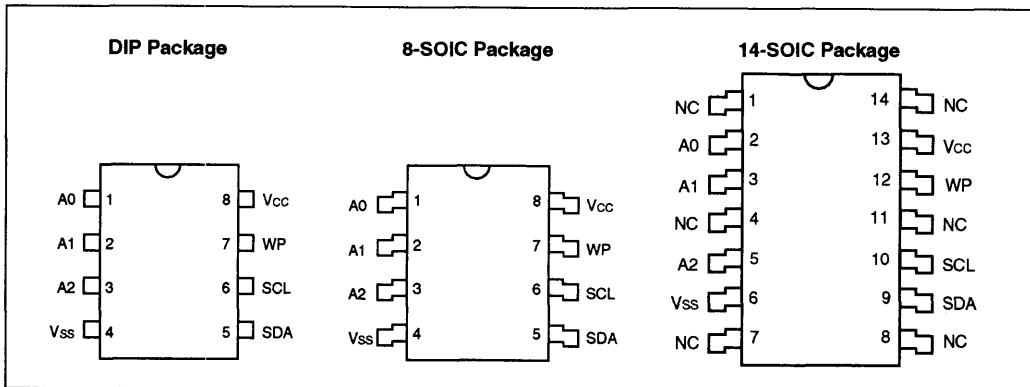 DIP Package
A0 1 8 Vcc
A1 2 7 WP
A2 3 6 SCL
Vss 4 5 SDA
8-SOIC Package
A0 1 8 Vcc
A1 2 7 WP
A2 3 6 SCL
Vss 4 5 SDA
14-SOIC Package
NC 1 14 NC
A0 2 13 Vcc
A1 3 12 WP
NC 4 11 NC
A2 5 10 SCL
Vss 6 9 SDA
NC 7 8 NC